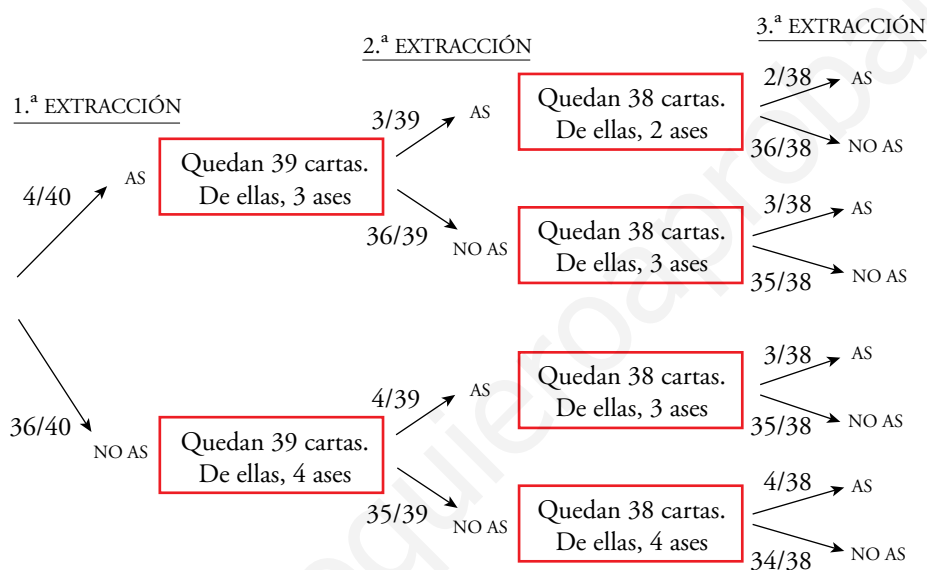 3.ª EXTRACCIÓN
2.ª EXTRACCIÓN
1.ª EXTRACCIÓN
4/40
AS
Quedan 39 cartas.
De ellas, 3 ases
3/39
AS
Quedan 38 cartas.
De ellas, 2 ases
2/38
AS
36/38
NO AS
36/39
NO AS
Quedan 38 cartas.
De ellas, 3 ases
3/38
AS
35/38
NO AS
36/40
NO AS
Quedan 39 cartas.
De ellas, 4 ases
4/39
AS
Quedan 38 cartas.
De ellas, 3 ases
3/38
AS
35/38
NO AS
35/39
NO AS
Quedan 38 cartas.
De ellas, 4 ases
4/38
AS
34/38
NO AS